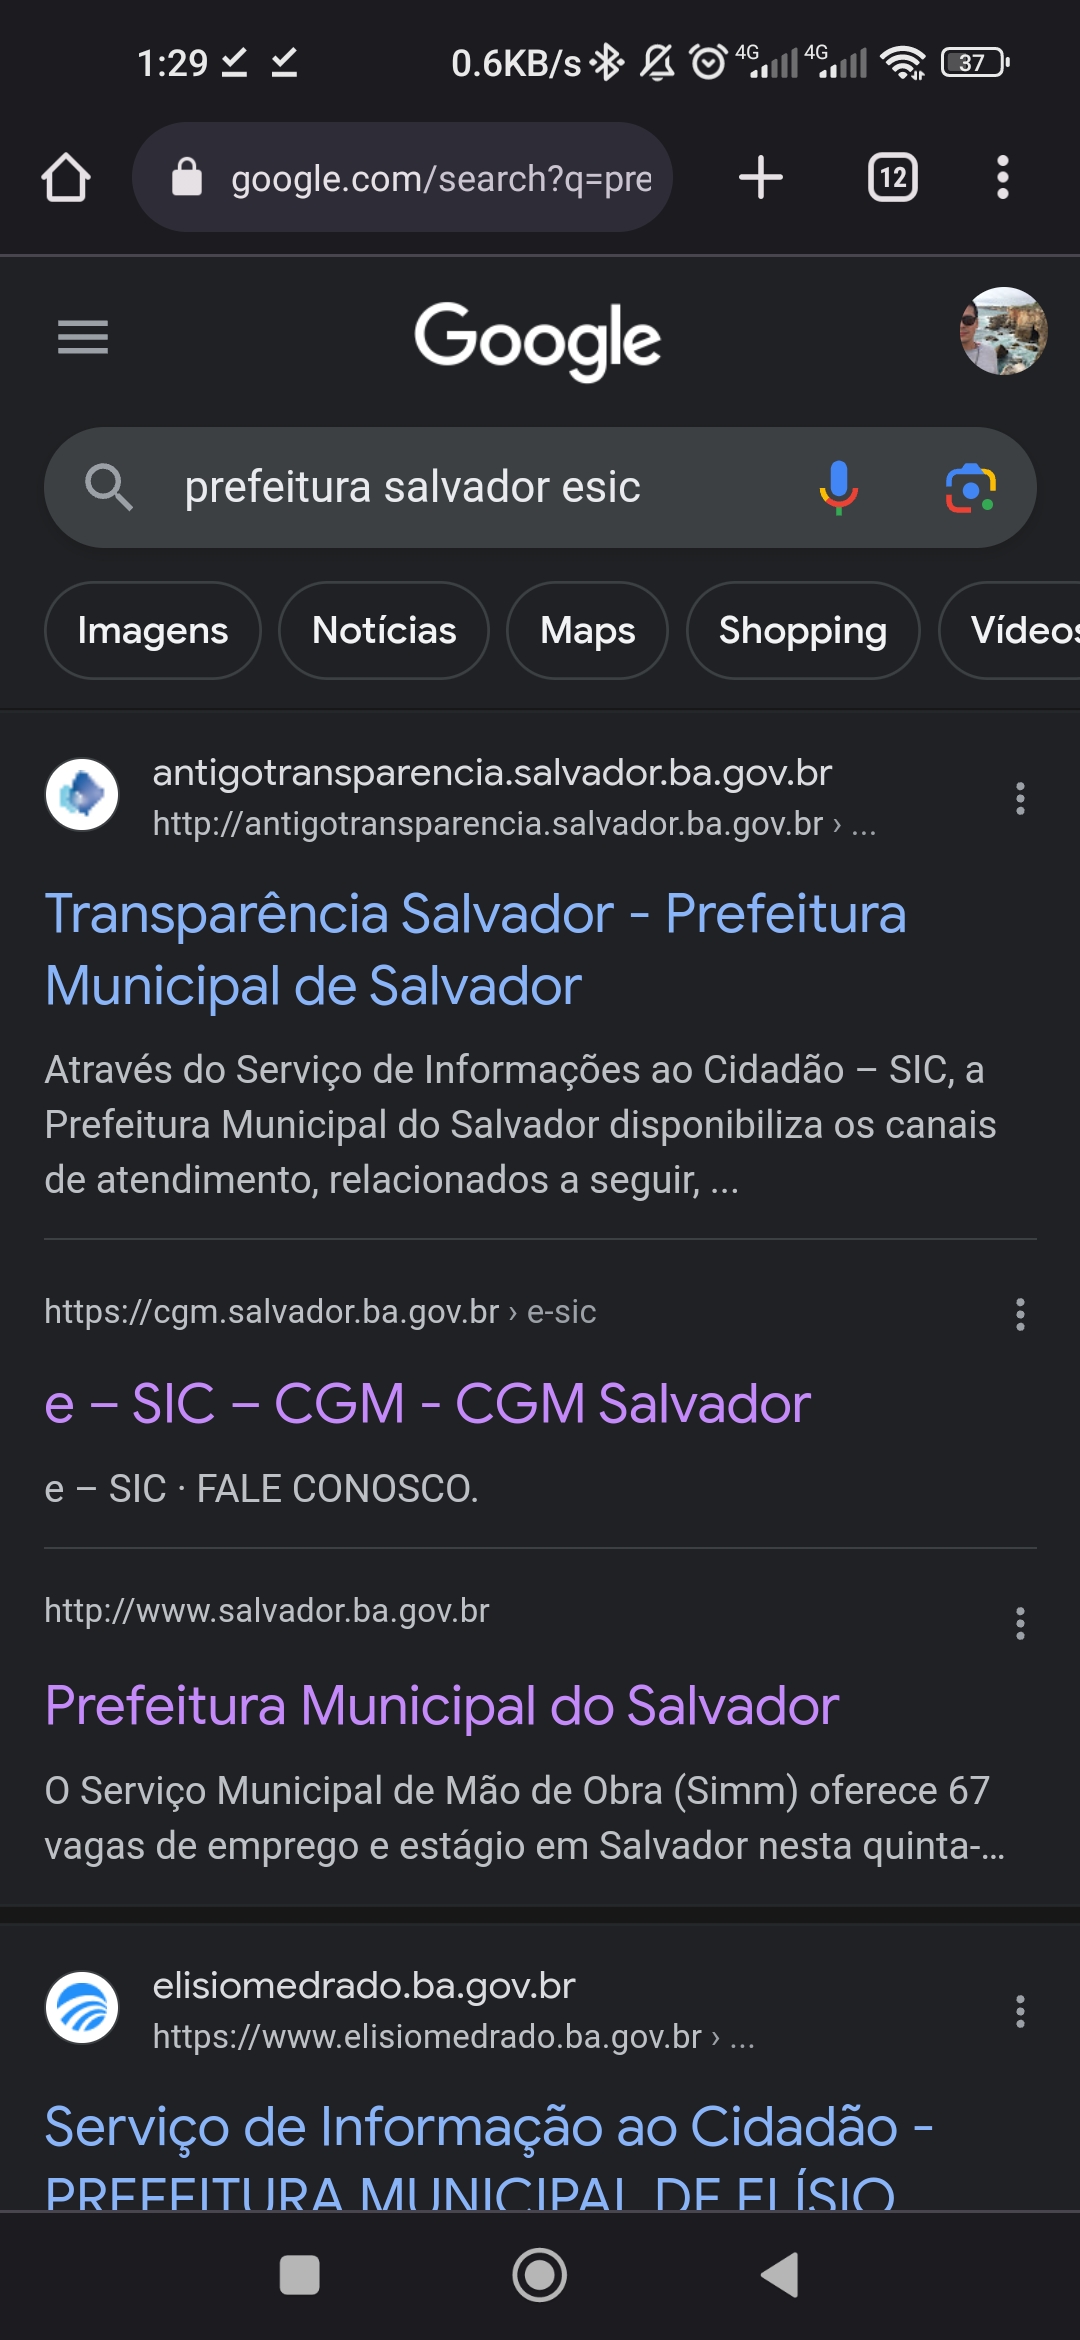 1:29 0.6KB/s 4G 4G 37
google.com/search?q=pre
12
Google
prefeitura salvador esic
Imagens Notícias Maps Shopping Vídeos
antigotransparencia.salvador.ba.gov.br
http://antigotransparencia.salvador.ba.gov.br › ...
Transparência Salvador - Prefeitura
Municipal de Salvador
Através do Serviço de Informações ao Cidadão – SIC, a
Prefeitura Municipal do Salvador disponibiliza os canais
de atendimento, relacionados a seguir, ...
https://cgm.salvador.ba.gov.br › e-sic
e – SIC – CGM - CGM Salvador
e – SIC · FALE CONOSCO.
http://www.salvador.ba.gov.br
Prefeitura Municipal do Salvador
O Serviço Municipal de Mão de Obra (Simm) oferece 67
vagas de emprego e estágio em Salvador nesta quinta-...
elisiomedrado.ba.gov.br
https://www.elisiomedrado.ba.gov.br › ...
Serviço de Informação ao Cidadão -
PREFEITURA MUNICIPAL DE ELÍSIO